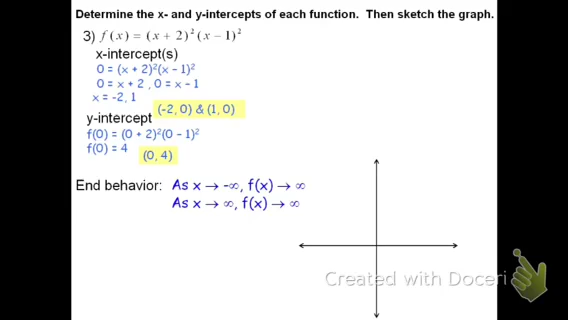 Determine the x- and y-intercepts of each function. Then sketch the graph.
3) f(x) = (x + 2)²(x − 1)²
x-intercept(s)
0 = (x + 2)²(x – 1)²
0 = x + 2 , 0 = x – 1
x = -2, 1
(-2, 0) & (1, 0)
y-intercept
f(0) = (0 + 2)²(0 – 1)²
f(0) = 4
(0, 4)
End behavior: As x → -∞, f(x) → ∞
As x → ∞, f(x) → ∞
Created with Doceri